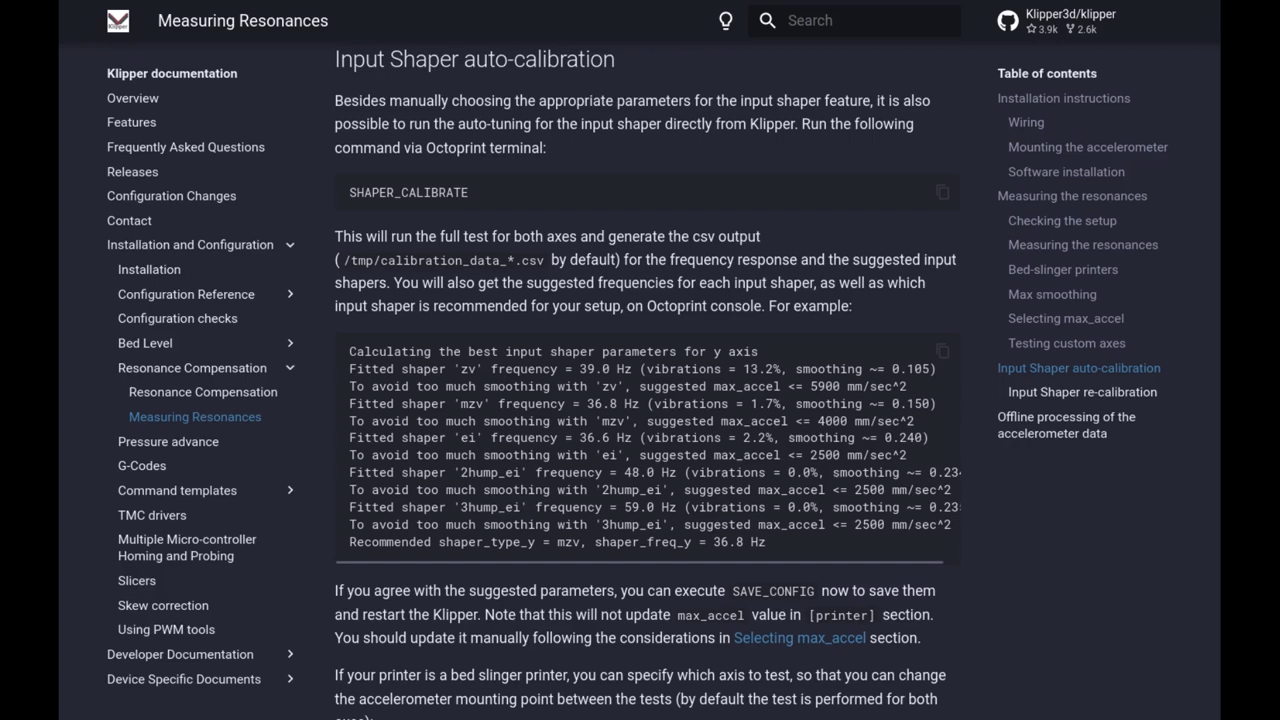 Klipper
Measuring Resonances
Search
Klipper3d/klipper
3.9k 2.6k
Klipper documentation
Overview
Features
Frequently Asked Questions
Releases
Configuration Changes
Contact
Installation and Configuration
Installation
Configuration Reference
Configuration checks
Bed Level
Resonance Compensation
Resonance Compensation
Measuring Resonances
Pressure advance
G-Codes
Command templates
TMC drivers
Multiple Micro-controller
Homing and Probing
Slicers
Skew correction
Using PWM tools
Developer Documentation
Device Specific Documents
Input Shaper auto-calibration
Besides manually choosing the appropriate parameters for the input shaper feature, it is also
possible to run the auto-tuning for the input shaper directly from Klipper. Run the following
command via Octoprint terminal:
SHAPER_CALIBRATE
This will run the full test for both axes and generate the csv output
( /tmp/calibration_data_*.csv by default) for the frequency response and the suggested input
shapers. You will also get the suggested frequencies for each input shaper, as well as which
input shaper is recommended for your setup, on Octoprint console. For example:
Calculating the best input shaper parameters for y axis
Fitted shaper 'zv' frequency = 39.0 Hz (vibrations = 13.2%, smoothing ~= 0.105)
To avoid too much smoothing with 'zv', suggested max_accel <= 5900 mm/sec^2
Fitted shaper 'mzv' frequency = 36.8 Hz (vibrations = 1.7%, smoothing ~= 0.150)
To avoid too much smoothing with 'mzv', suggested max_accel <= 4000 mm/sec^2
Fitted shaper 'ei' frequency = 36.6 Hz (vibrations = 2.2%, smoothing ~= 0.240)
To avoid too much smoothing with 'ei', suggested max_accel <= 2500 mm/sec^2
Fitted shaper '2hump_ei' frequency = 48.0 Hz (vibrations = 0.0%, smoothing ~= 0.234
To avoid too much smoothing with '2hump_ei', suggested max_accel <= 2500 mm/sec^2
Fitted shaper '3hump_ei' frequency = 59.0 Hz (vibrations = 0.0%, smoothing ~= 0.235
To avoid too much smoothing with '3hump_ei', suggested max_accel <= 2500 mm/sec^2
Recommended shaper_type_y = mzv, shaper_freq_y = 36.8 Hz
If you agree with the suggested parameters, you can execute SAVE_CONFIG now to save them
and restart the Klipper. Note that this will not update max_accel value in [printer] section.
You should update it manually following the considerations in Selecting max_accel section.
If your printer is a bed slinger printer, you can specify which axis to test, so that you can change
the accelerometer mounting point between the tests (by default the test is performed for both
Table of contents
Installation instructions
Wiring
Mounting the accelerometer
Software installation
Measuring the resonances
Checking the setup
Measuring the resonances
Bed-slinger printers
Max smoothing
Selecting max_accel
Testing custom axes
Input Shaper auto-calibration
Input Shaper re-calibration
Offline processing of the
accelerometer data